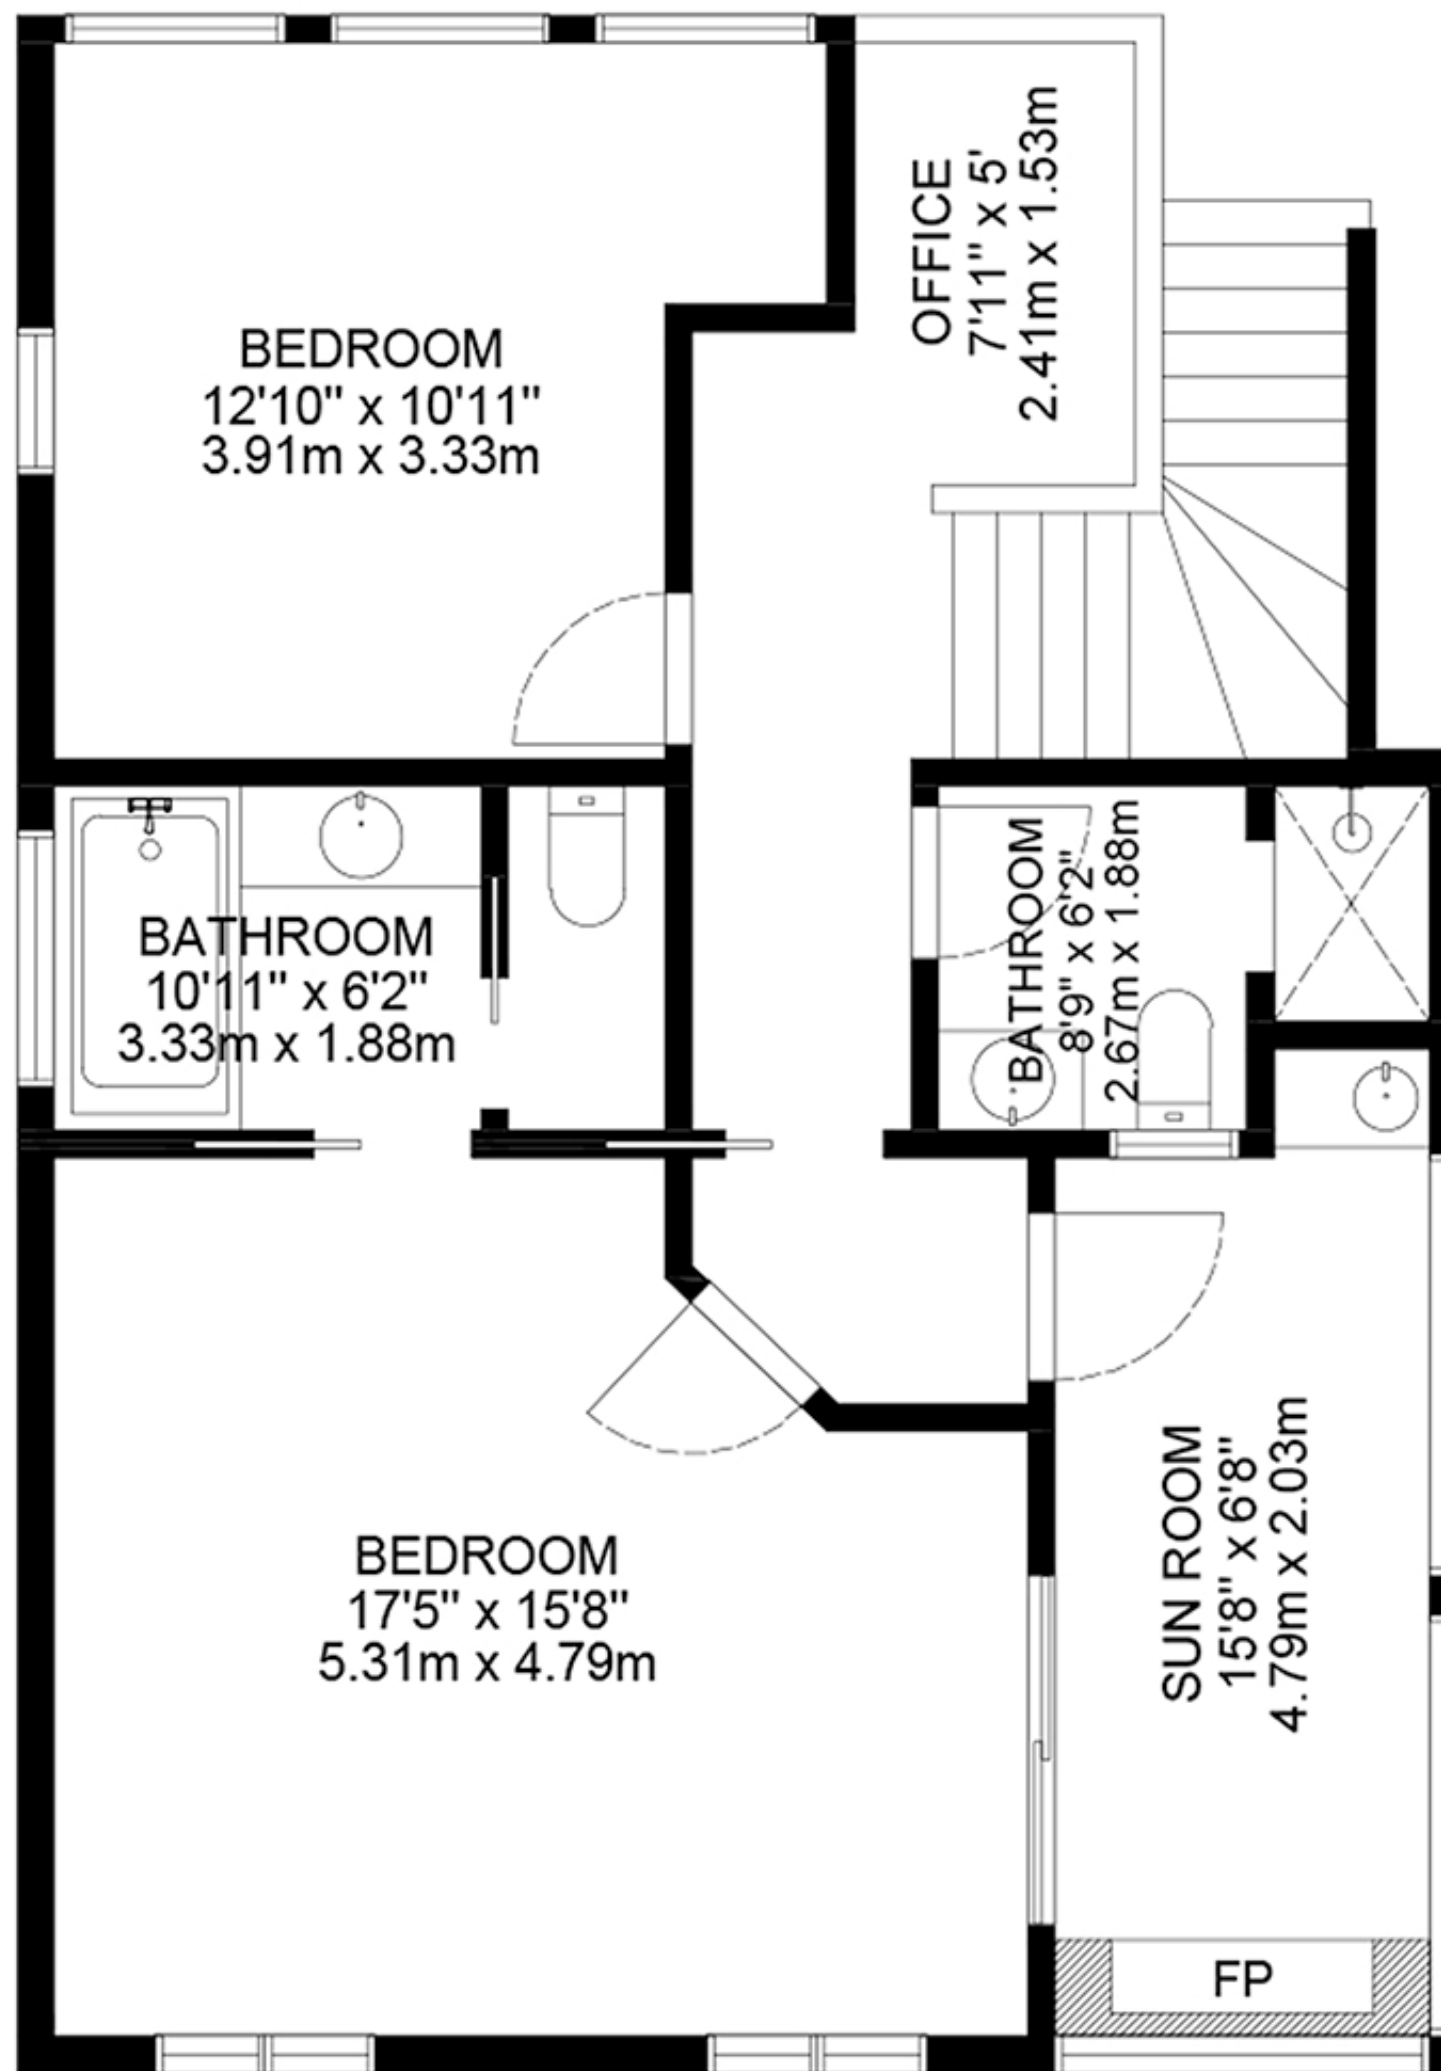 OFFICE
7'11" x 5'
2.41m x 1.53m
BEDROOM
12'10" x 10'11"
3.91m x 3.33m
BATHROOM
10'11" x 6'2"
3.33m x 1.88m
BATHROOM
8'9" x 6'2"
2.67m x 1.88m
BEDROOM
17'5" x 15'8"
5.31m x 4.79m
SUN ROOM
15'8" x 6'8"
4.79m x 2.03m
FP